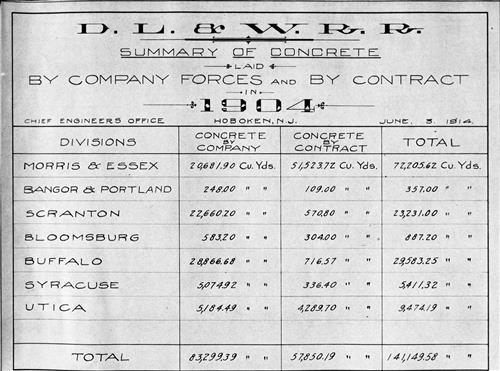 D. L. & W. R. R.
SUMMARY OF CONCRETE
LAID
BY COMPANY FORCES AND BY CONTRACT
IN
1904
CHIEF ENGINEERS OFFICE HOBOKEN, N.J. JUNE. 3. 1914.
DIVISIONS CONCRETE BY COMPANY CONCRETE BY CONTRACT TOTAL
MORRIS & ESSEX 20,681.90 Cu. Yds. 51,523.72 Cu. Yds. 72,205.62 Cu. Yds.
BANGOR & PORTLAND 248.00 " " 109.00 " " 357.00 " "
SCRANTON 22,660.20 " " 570.80 " " 23,231.00 " "
BLOOMSBURG 583.20 " " 304.00 " " 887.20 " "
BUFFALO 28,866.68 " " 716.57 " " 29,583.25 " "
SYRACUSE 5,074.92 " " 336.40 " " 5,411.32 " "
UTICA 5,184.49 " " 4,289.70 " " 9,474.19 " "
TOTAL 83,299.39 " " 57,850.19 " " 141,149.58 " "